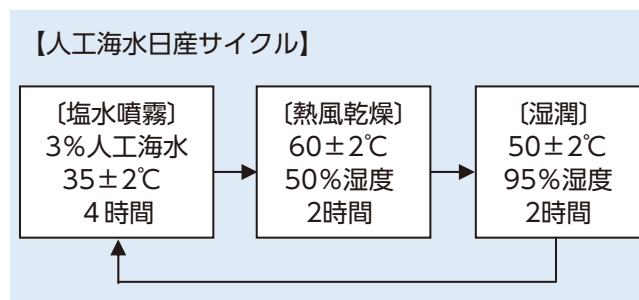 【人工海水日産サイクル】
〔塩水噴霧〕
3%人工海水
35±2℃
4時間
〔熱風乾燥〕
60±2℃
50%湿度
2時間
〔湿潤〕
50±2℃
95%湿度
2時間